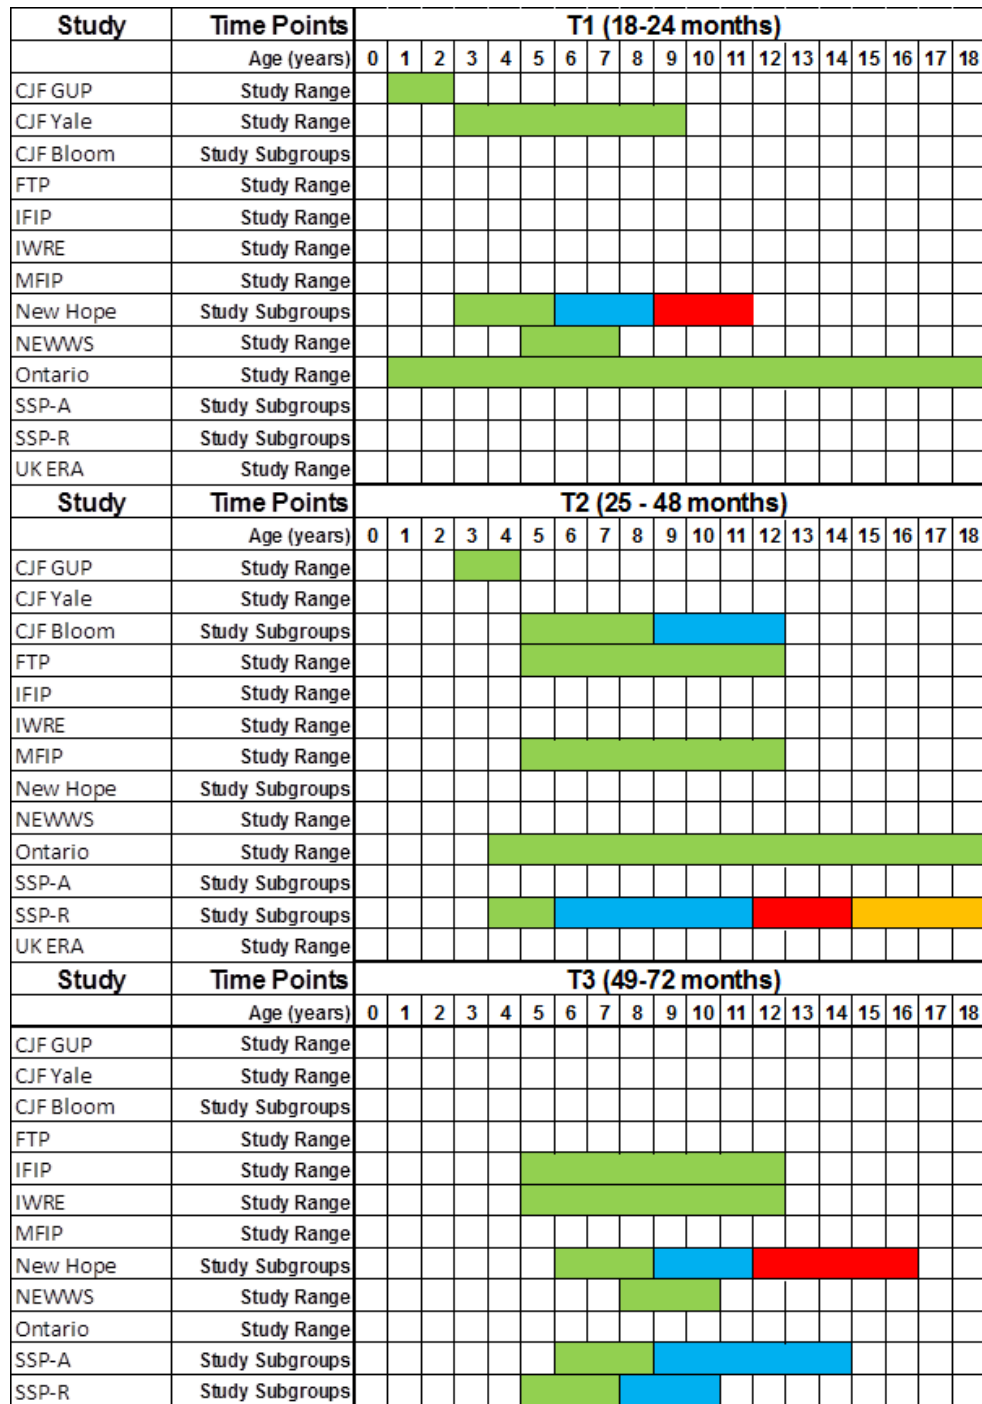 Study Time Points T1 (18-24 months)
Age (years) 0 1 2 3 4 5 6 7 8 9 10 11 12 13 14 15 16 17 18
CJF GUP Study Range
CJF Yale Study Range
CJF Bloom Study Subgroups
FTP Study Range
IFIP Study Range
IWRE Study Range
MFIP Study Range
New Hope Study Subgroups
NEWWS Study Range
Ontario Study Range
SSP-A Study Subgroups
SSP-R Study Subgroups
UK ERA Study Range
Study Time Points T2 (25 - 48 months)
Age (years) 0 1 2 3 4 5 6 7 8 9 10 11 12 13 14 15 16 17 18
CJF GUP Study Range
CJF Yale Study Range
CJF Bloom Study Subgroups
FTP Study Range
IFIP Study Range
IWRE Study Range
MFIP Study Range
New Hope Study Subgroups
NEWWS Study Range
Ontario Study Range
SSP-A Study Subgroups
SSP-R Study Subgroups
UK ERA Study Range
Study Time Points T3 (49-72 months)
Age (years) 0 1 2 3 4 5 6 7 8 9 10 11 12 13 14 15 16 17 18
CJF GUP Study Range
CJF Yale Study Range
CJF Bloom Study Subgroups
FTP Study Range
IFIP Study Range
IWRE Study Range
MFIP Study Range
New Hope Study Subgroups
NEWWS Study Range
Ontario Study Range
SSP-A Study Subgroups
SSP-R Study Subgroups